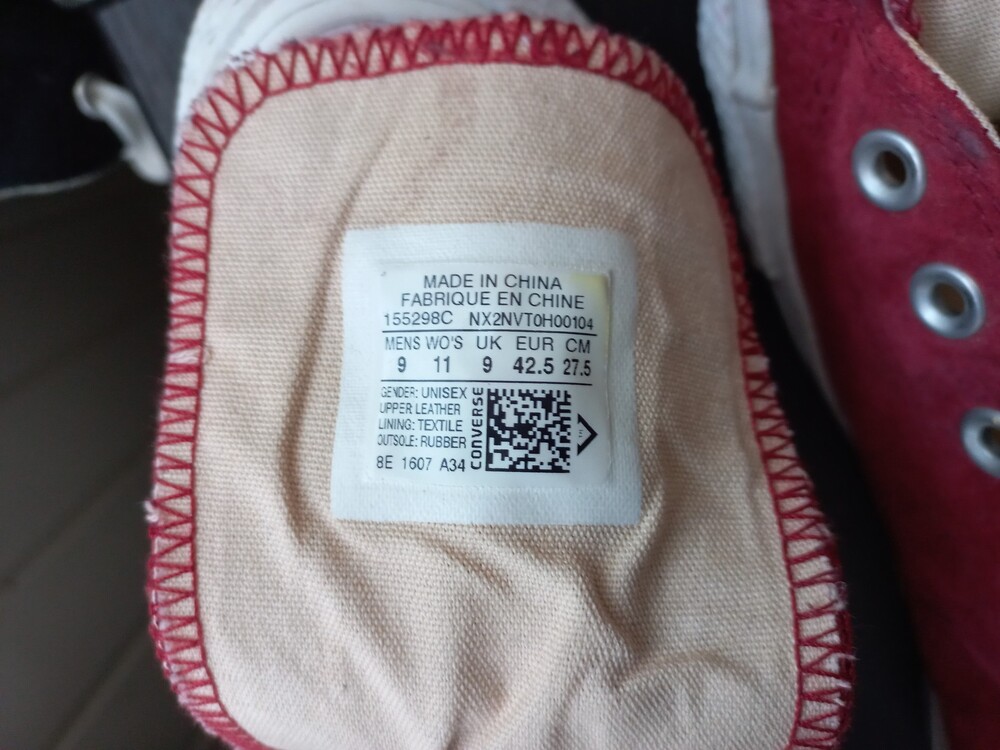 MADE IN CHINA
FABRIQUE EN CHINE
155298C NX2NVT0H00104
MENS WO'S UK EUR CM
9 11 9 42.5 27.5
GENDER: UNISEX
UPPER LEATHER
LINING: TEXTILE
OUTSOLE: RUBBER
8E 1607 A34
CONVERSE